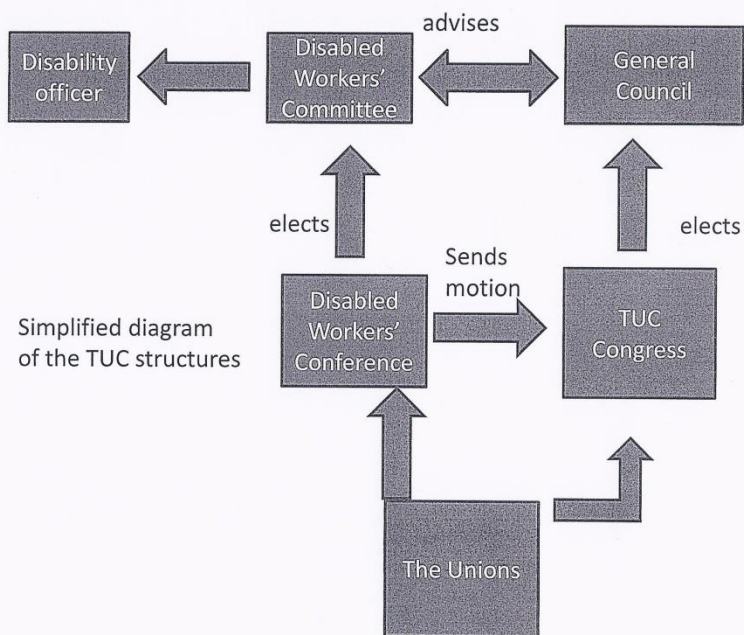 advises
Disability
officer
Disabled
Workers'
Committee
General
Council
elects
elects
Sends
motion
Simplified diagram
of the TUC structures
Disabled
Workers'
Conference
TUC
Congress
The Unions